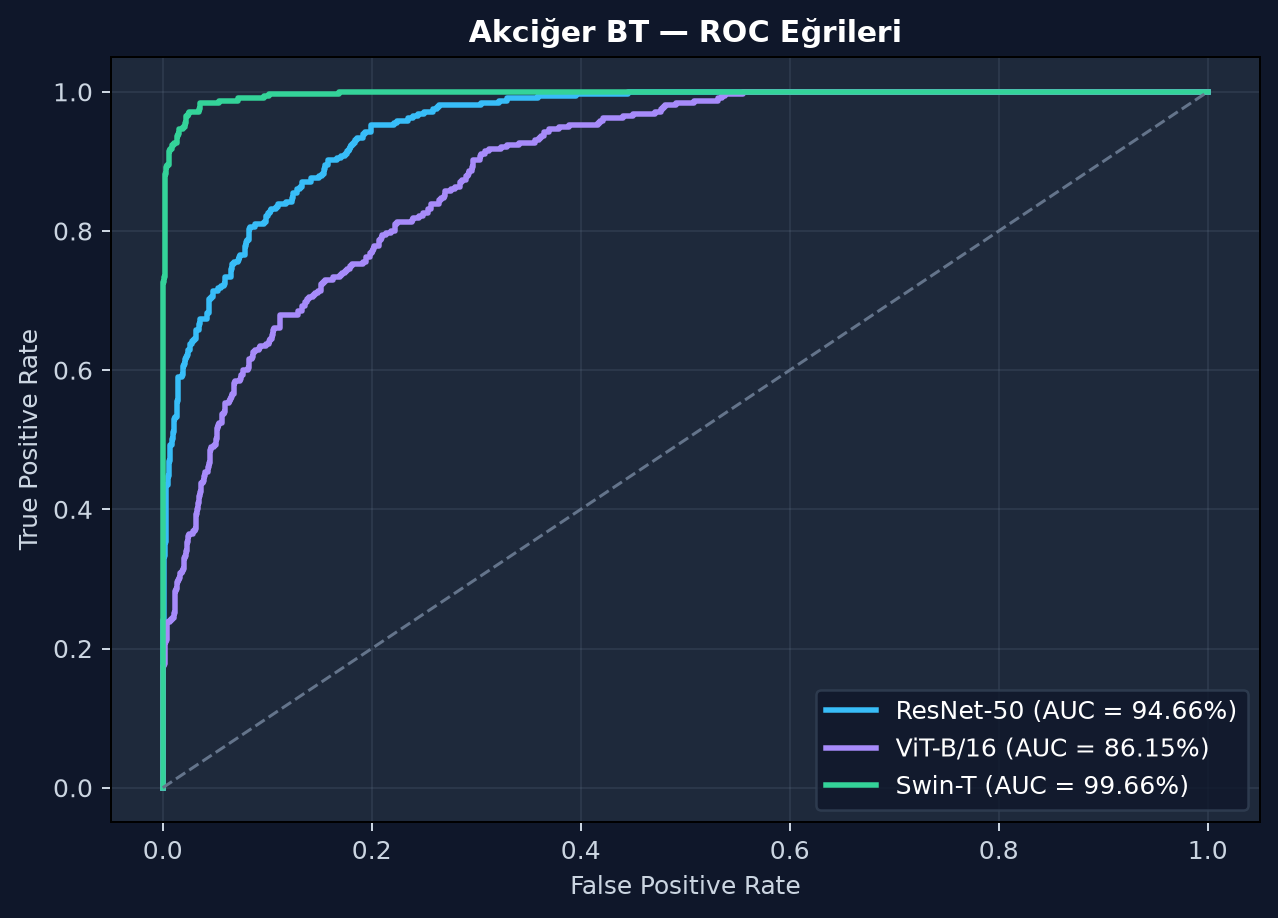 Akciğer BT — ROC Eğrileri
True Positive Rate
1.0
0.8
0.6
0.4
0.2
0.0
0.0 0.2 0.4 0.6 0.8 1.0
False Positive Rate
ResNet-50 (AUC = 94.66%)
ViT-B/16 (AUC = 86.15%)
Swin-T (AUC = 99.66%)